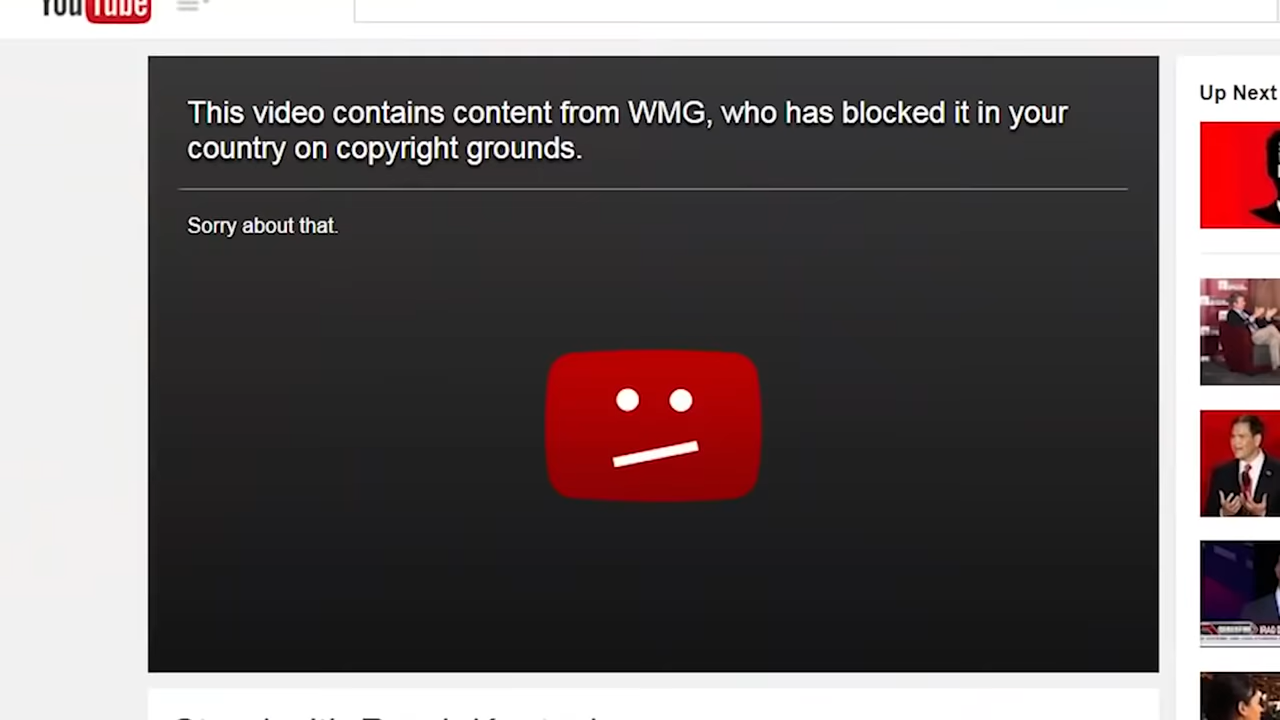 YouTube
This video contains content from WMG, who has blocked it in your
country on copyright grounds.
Sorry about that.
Up Next